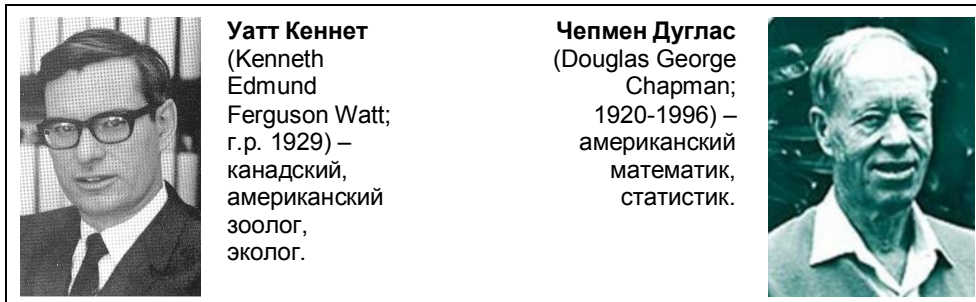 Уатт Кеннет
(Kenneth
Edmund
Ferguson Watt;
г.р. 1929) –
канадский,
американский
зоолог,
эколог.
Чепмен Дуглас
(Douglas George
Chapman;
1920-1996) –
американский
математик,
статистик.